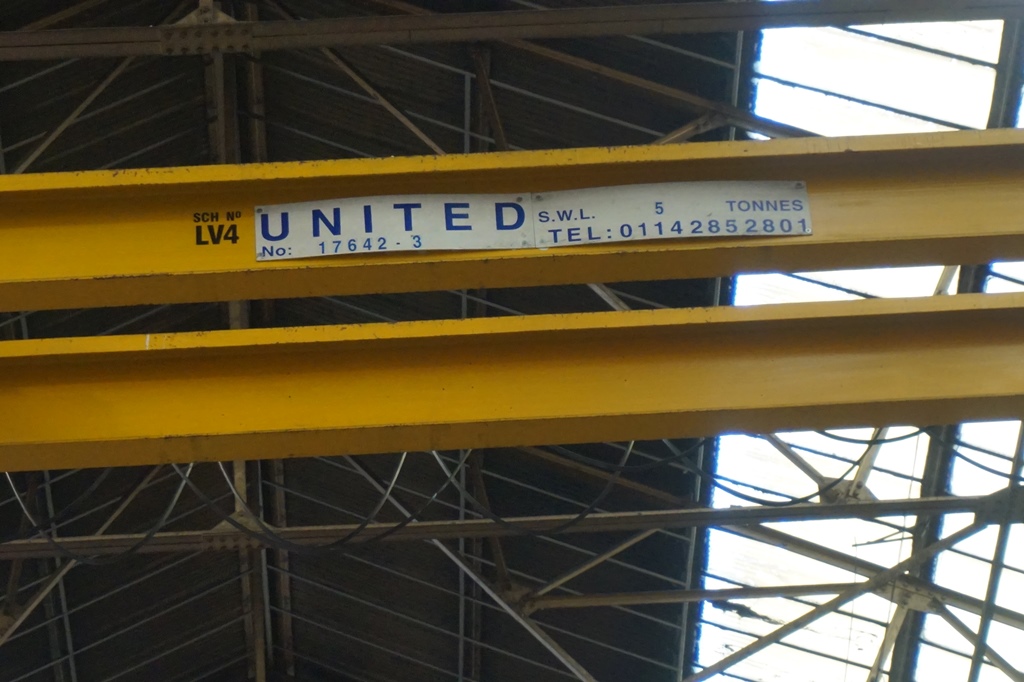 SCH Nº
LV4
UNITED
No: 17642-3
S.W.L. 5 TONNES
TEL: 01142852801